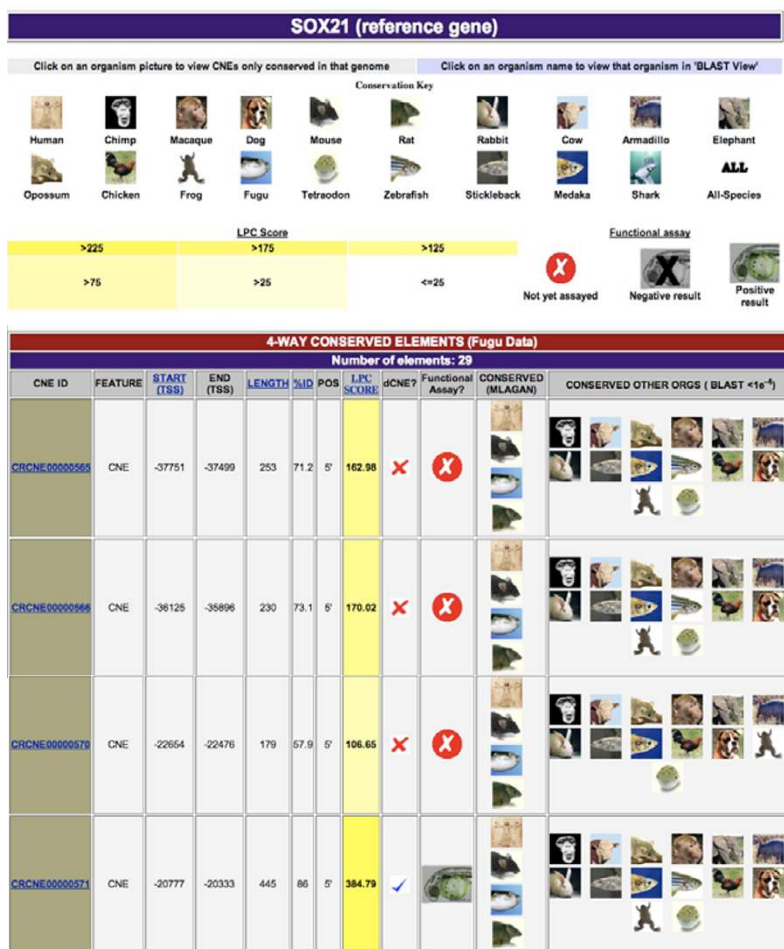 SOX21 (reference gene)
Click on an organism picture to view CNEs only conserved in that genome Click on an organism name to view that organism in 'BLAST View'
Conservation Key
Human Chimp Macaque Dog Mouse Rat Rabbit Cow Armadillo Elephant
ALL
Opossum Chicken Frog Fugu Tetraodon Zebrafish Stickleback Medaka Shark All-Species
LPC Score Functional assay
>225 >175 >125
>75 >25 <=25
Not yet assayed Negative result Positive result
4-WAY CONSERVED ELEMENTS (Fugu Data)
Number of elements: 29
CNE ID FEATURE START (TSS) END (TSS) LENGTH %ID POS LPC SCORE dCNE? Functional Assay? CONSERVED (MLAGAN) CONSERVED OTHER ORGS ( BLAST <1e-4)
CRCNE00000565 CNE -37751 -37499 253 71.2 5' 162.98
CRCNE00000566 CNE -36125 -35896 230 73.1 5' 170.02
CRCNE00000570 CNE -22654 -22476 179 57.9 5' 106.65
CRCNE00000571 CNE -20777 -20333 445 86 5' 384.79